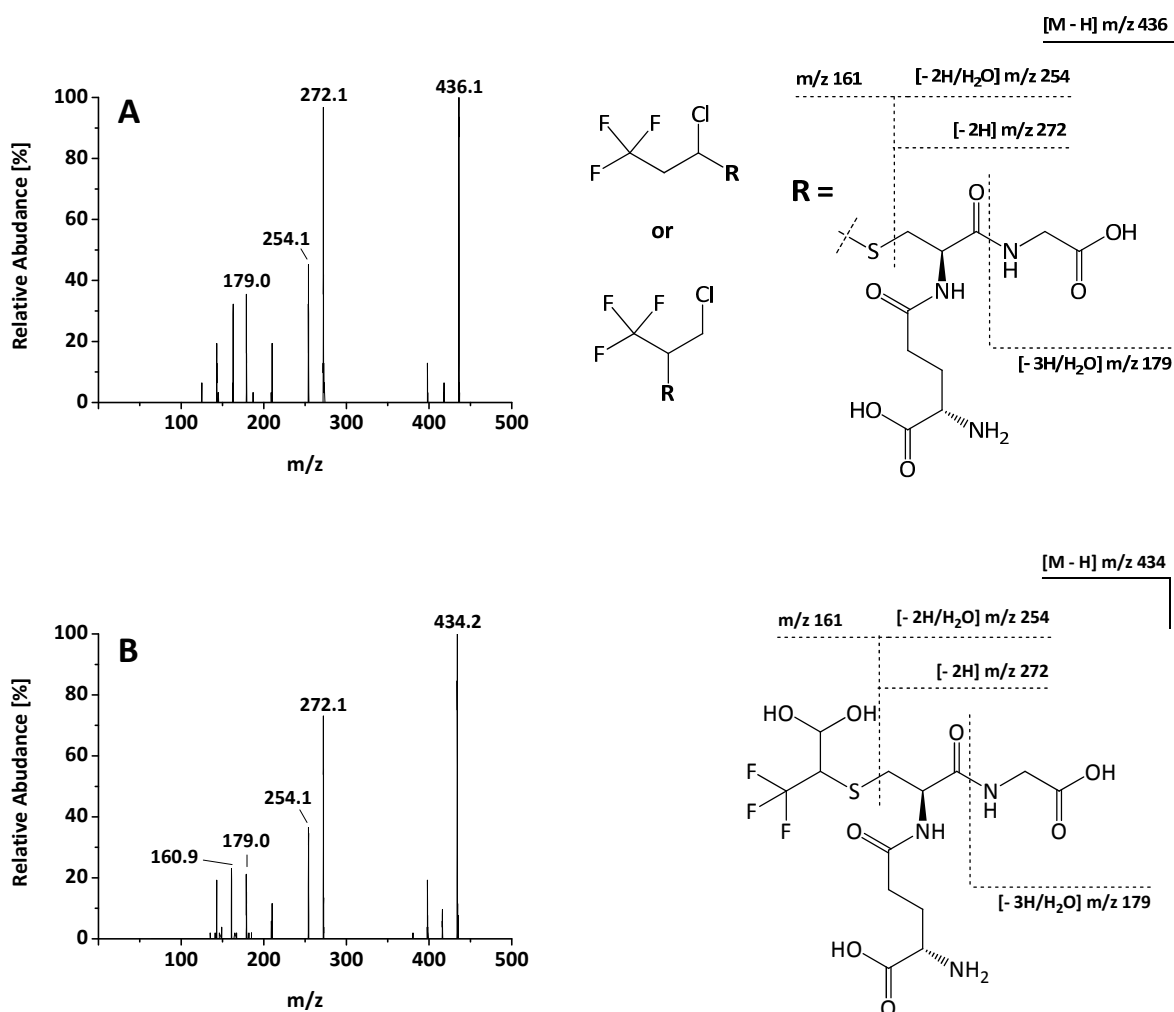 [M - H] m/z 436
A
436.1
272.1
254.1
179.0
100
80
60
40
20
0
Relative Abudance [%]
100 200 300 400 500
m/z
F F Cl
F R
or
F F Cl
F
R
m/z 161 [- 2H/H2O] m/z 254
[- 2H] m/z 272
R =
S O N H OH O
O NH
[- 3H/H2O] m/z 179
HO NH2
O
[M - H] m/z 434
B
434.2
272.1
254.1
179.0
160.9
100
80
60
40
20
0
Relative Abudance [%]
100 200 300 400 500
m/z
m/z 161 [- 2H/H2O] m/z 254
[- 2H] m/z 272
HO OH O
F OH
F S N H O
F O NH
[- 3H/H2O] m/z 179
HO NH2
O